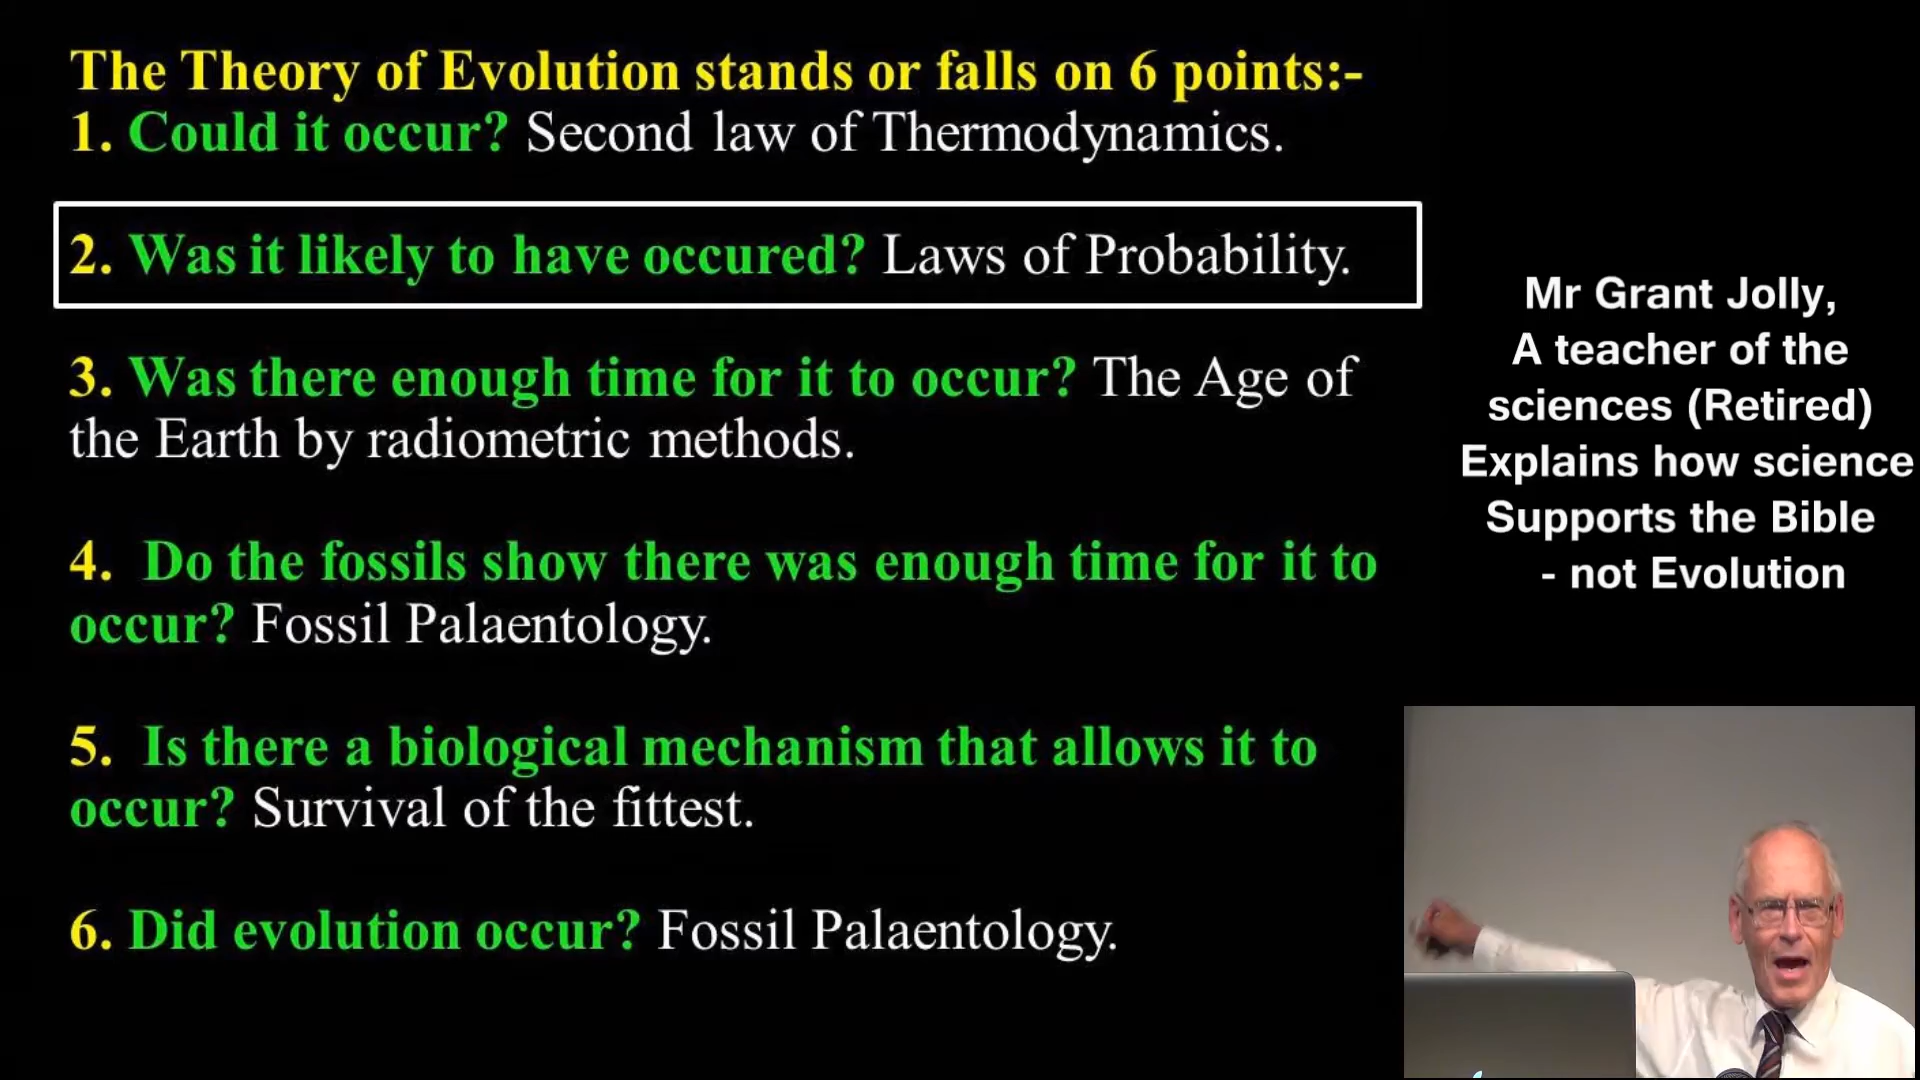 The Theory of Evolution stands or falls on 6 points:-
1. Could it occur? Second law of Thermodynamics.
2. Was it likely to have occured? Laws of Probability.
3. Was there enough time for it to occur? The Age of
the Earth by radiometric methods.
4. Do the fossils show there was enough time for it to
occur? Fossil Palaentology.
5. Is there a biological mechanism that allows it to
occur? Survival of the fittest.
6. Did evolution occur? Fossil Palaentology.
Mr Grant Jolly,
A teacher of the
sciences (Retired)
Explains how science
Supports the Bible
- not Evolution